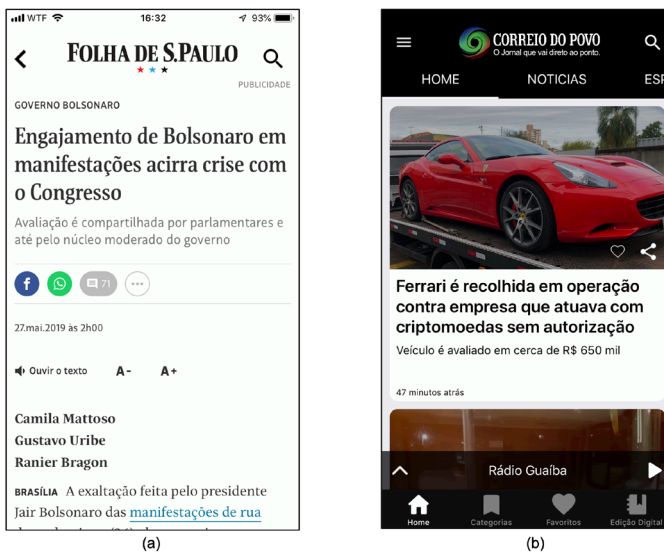 WTF 16:32 93%
FOLHA DE S.PAULO
PUBLICIDADE
GOVERNO BOLSONARO
Engajamento de Bolsonaro em
manifestações acirra crise com
o Congresso
Avaliação é compartilhada por parlamentares e
até pelo núcleo moderado do governo
71
27.mai.2019 às 2h00
Ouvir o texto A- A+
Camila Mattoso
Gustavo Uribe
Ranier Bragon
BRASÍLIA A exaltação feita pelo presidente
Jair Bolsonaro das manifestações de rua
(a)
CORREIO DO POVO
O Jornal que vai direto ao ponto.
HOME NOTICIAS ESP
Ferrari é recolhida em operação
contra empresa que atuava com
criptomoedas sem autorização
Veículo é avaliado em cerca de R$ 650 mil
47 minutos atrás
Rádio Guaíba
Home Categorias Favoritos Edição Digital
(b)